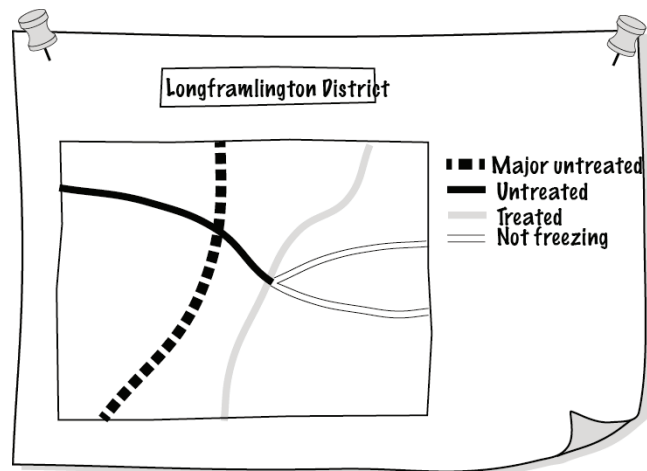 Longframlington District
Major untreated
Untreated
Treated
Not freezing